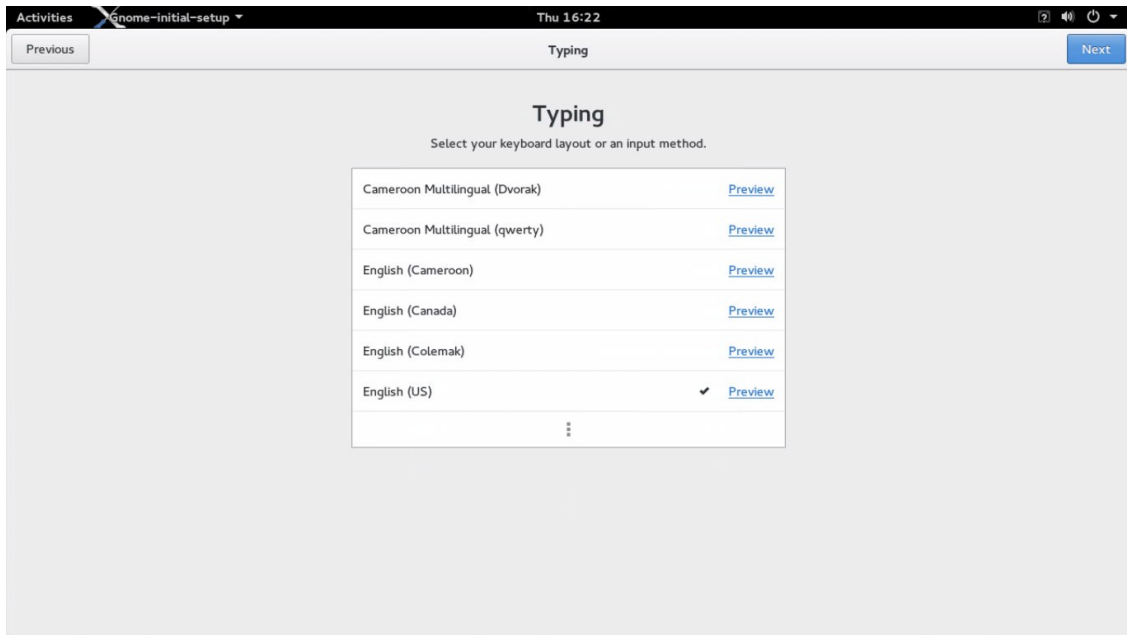 Activities Gnome-initial-setup Thu 16:22
Previous Typing Next
Typing
Select your keyboard layout or an input method.
Cameroon Multilingual (Dvorak) Preview
Cameroon Multilingual (qwerty) Preview
English (Cameroon) Preview
English (Canada) Preview
English (Colemak) Preview
English (US) ✔ Preview